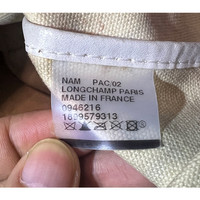 NAM PAC 02
LONGCHAMP PARIS
MADE IN FRANCE
0946216
1899579313